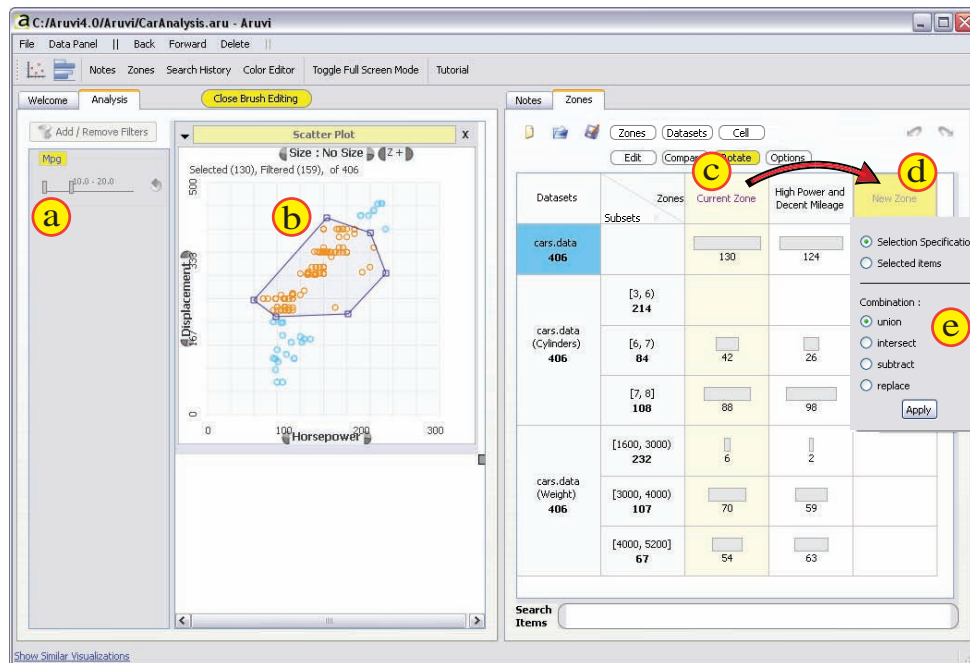 a C:/Aruvi4.0/Aruvi/CarAnalysis.aru - Aruvi
File Data Panel || Back Forward Delete ||
Notes Zones Search History Color Editor Toggle Full Screen Mode Tutorial
Welcome Analysis Close Brush Editing
Add / Remove Filters
Mpg
10.0 - 20.0
a
Scatter Plot X
Size : No Size Z +
Selected (130), Filtered (159), of 406
b
500
333
167
0
Displacement
0 100 200 300
Horsepower
Notes Zones
Zones Datasets Cell
Edit Compare Rotate Options
c
d
Datasets Zones Subsets Current Zone High Power and Decent Mileage New Zone
cars.data
406
130 124
cars.data
(Cylinders)
406
[3, 6)
214
[6, 7)
84
42 26
[7, 8]
108
88 98
cars.data
(Weight)
406
[1600, 3000)
232
6 2
[3000, 4000)
107
70 59
[4000, 5200]
67
54 63
Selection Specificatio
Selected items
Combination :
union
e
intersect
subtract
replace
Apply
Search
Items
Show Similar Visualizations